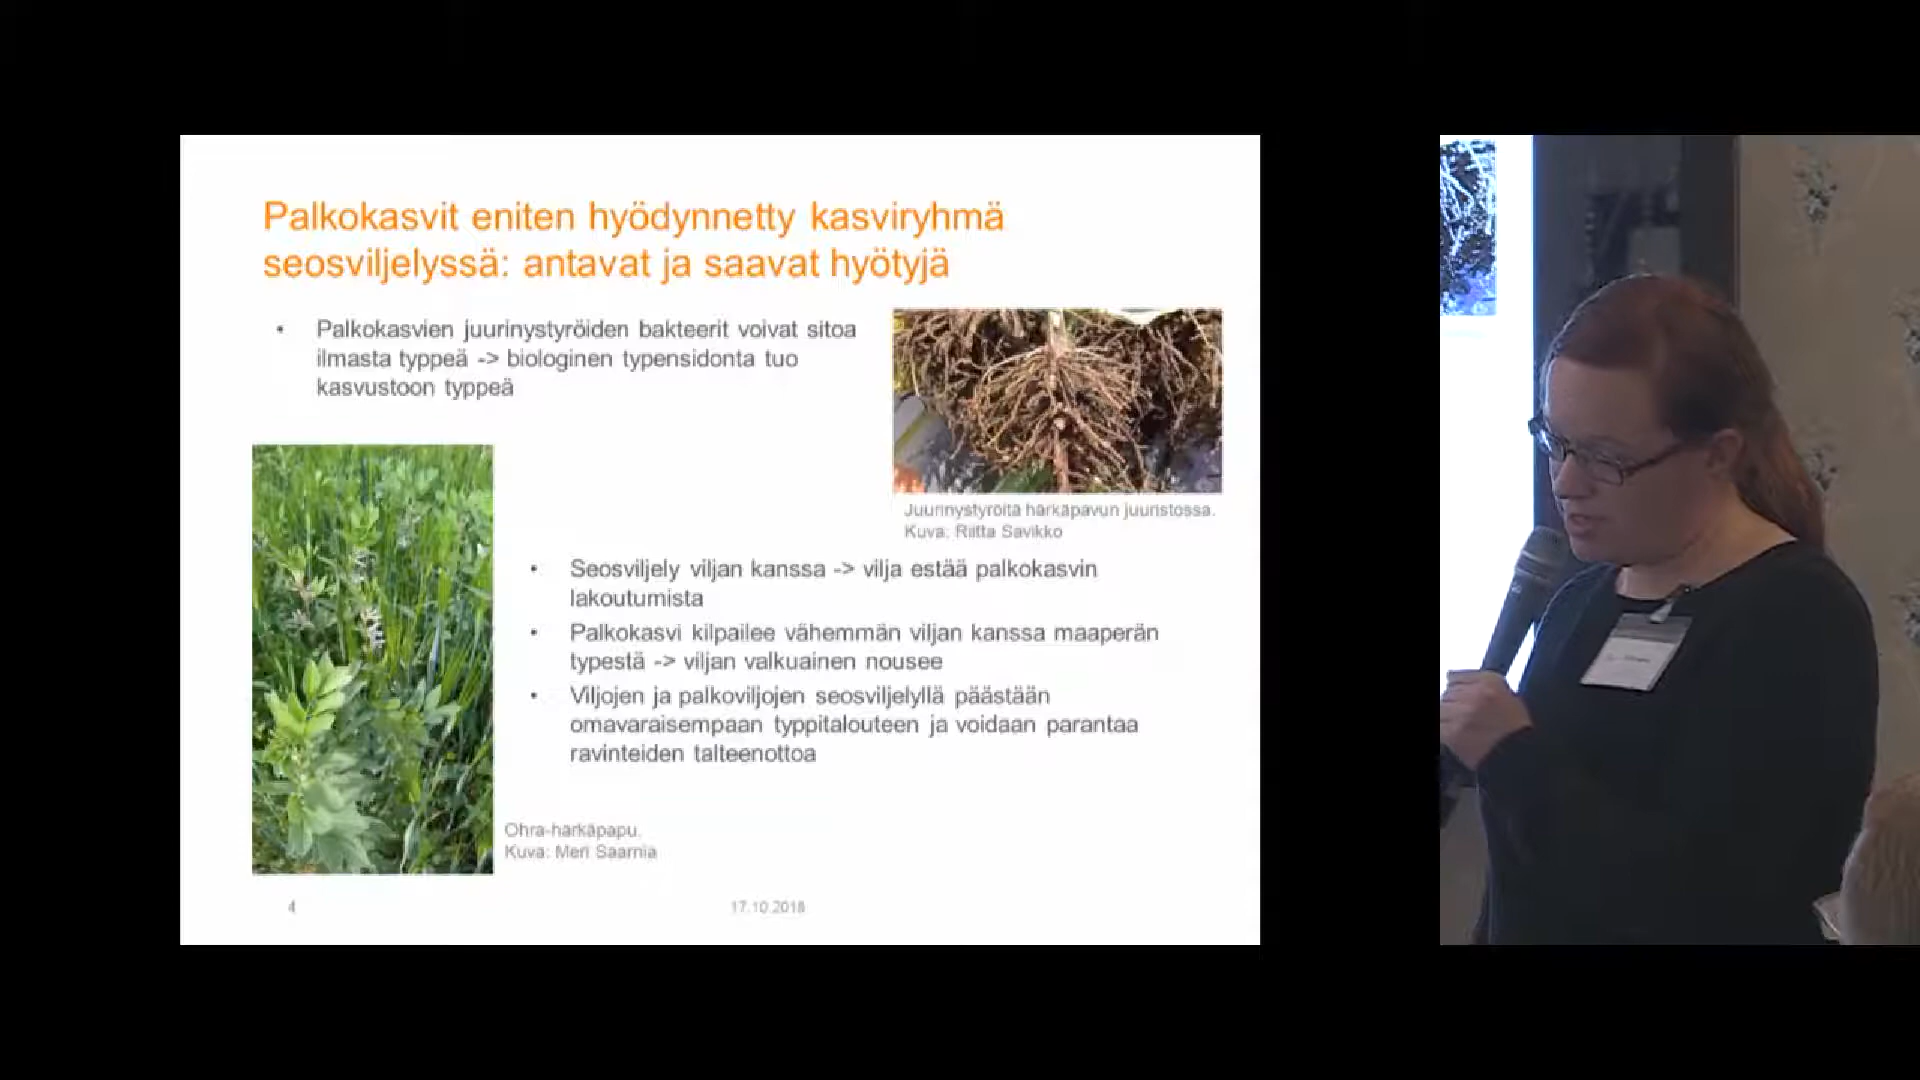 Palkokasvit eniten hyödynnetty kasviryhmä
seosviljelyssä: antavat ja saavat hyötyjä
• Palkokasvien juurinystyröiden bakteerit voivat sitoa
ilmasta typpeä -> biologinen typensidonta tuo
kasvustoon typpeä
Juurinystyröitä härkäpavun juuristossa.
Kuva: Riitta Savikko
• Seosviljely viljan kanssa -> vilja estää palkokasvin
lakoutumista
• Palkokasvi kilpailee vähemmän viljan kanssa maaperän
typestä -> viljan valkuainen nousee
• Viljojen ja palkoviljojen seosviljelyllä päästään
omavaraisempaan typpitalouteen ja voidaan parantaa
ravinteiden talteenottoa
Ohra-härkäpapu.
Kuva: Meri Saarnia
4
17.10.2018